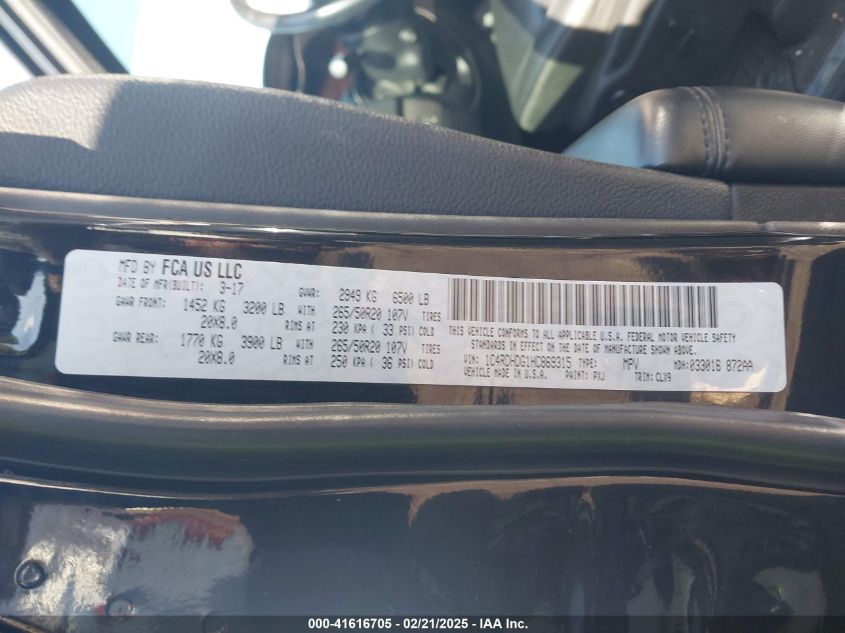 MFD BY FCA US LLC
DATE OF MFR(BUILT): 3-17 GVWR: 2949 KG 6500 LB
GAWR FRONT: 1452 KG 3200 LB WITH 265/50R20 107V TIRES
20X8.0 RIMS AT 230 KPA ( 33 PSI) COLD
GAWR REAR: 1770 KG 3900 LB WITH 265/50R20 107V TIRES
20X8.0 RIMS AT 250 KPA ( 36 PSI) COLD
THIS VEHICLE CONFORMS TO ALL APPLICABLE U.S.A. FEDERAL MOTOR VEHICLE SAFETY
STANDARDS IN EFFECT ON THE DATE OF MANUFACTURE SHOWN ABOVE.
VIN: 1C4RDHDG1HC869315 TYPE: MPV MDH:033016 872AA
MADE IN U.S.A. PAINT: PXJ TRIM: CLX9
000-41616705 - 02/21/2025 - IAA Inc.